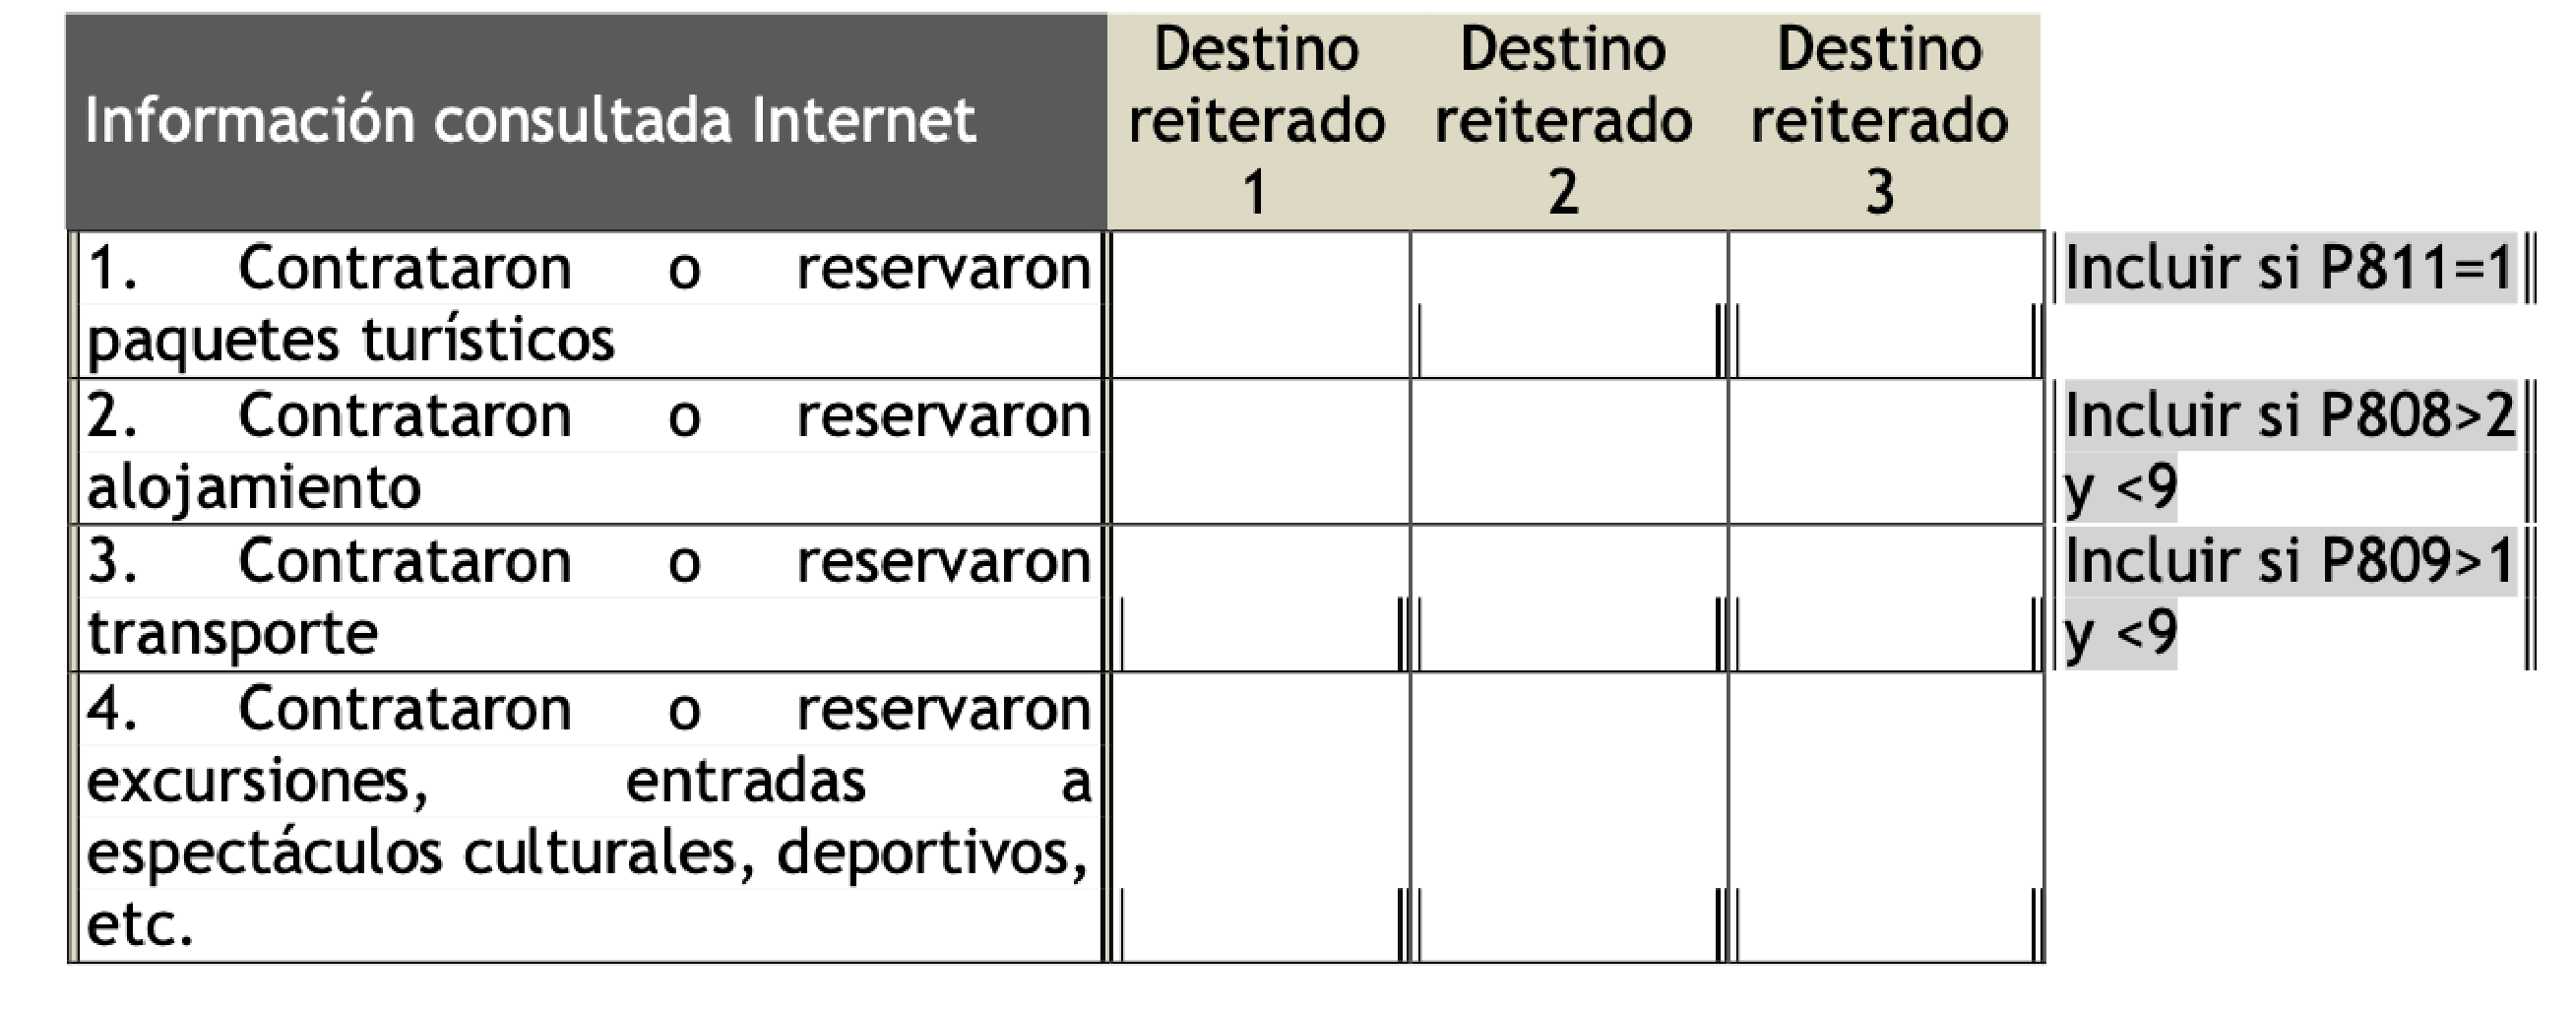 Información consultada Internet
Destino reiterado 1
Destino reiterado 2
Destino reiterado 3
1. Contrataron o reservaron
paquetes turísticos
Incluir si P811=1
2. Contrataron o reservaron
alojamiento
Incluir si P808>2
y <9
3. Contrataron o reservaron
transporte
Incluir si P809>1
y <9
4. Contrataron o reservaron
excursiones, entradas a
espectáculos culturales, deportivos,
etc.